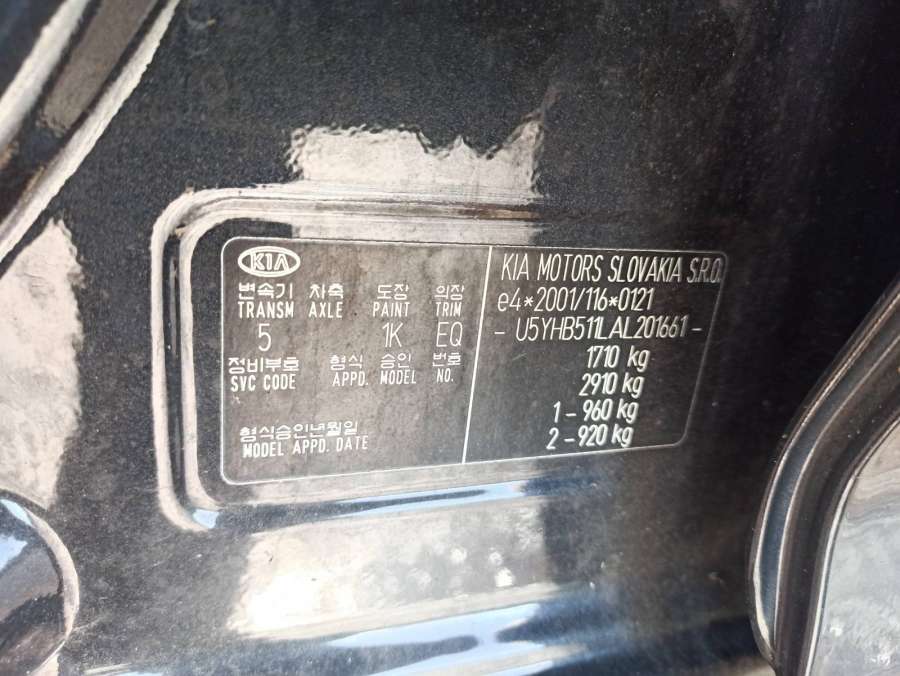 KIA
변속기 차축 도장 의장
TRANSM AXLE PAINT TRIM
5 1K EQ
정비부호 형식 승인 번호
SVC CODE APPD. MODEL NO.
형식승인년월일
MODEL APPD. DATE
KIA MOTORS SLOVAKIA S.R.O.
e4*2001/116*0121
- U5YHB511LAL201661 -
1710 kg
2910 kg
1 - 960 kg
2 - 920 kg